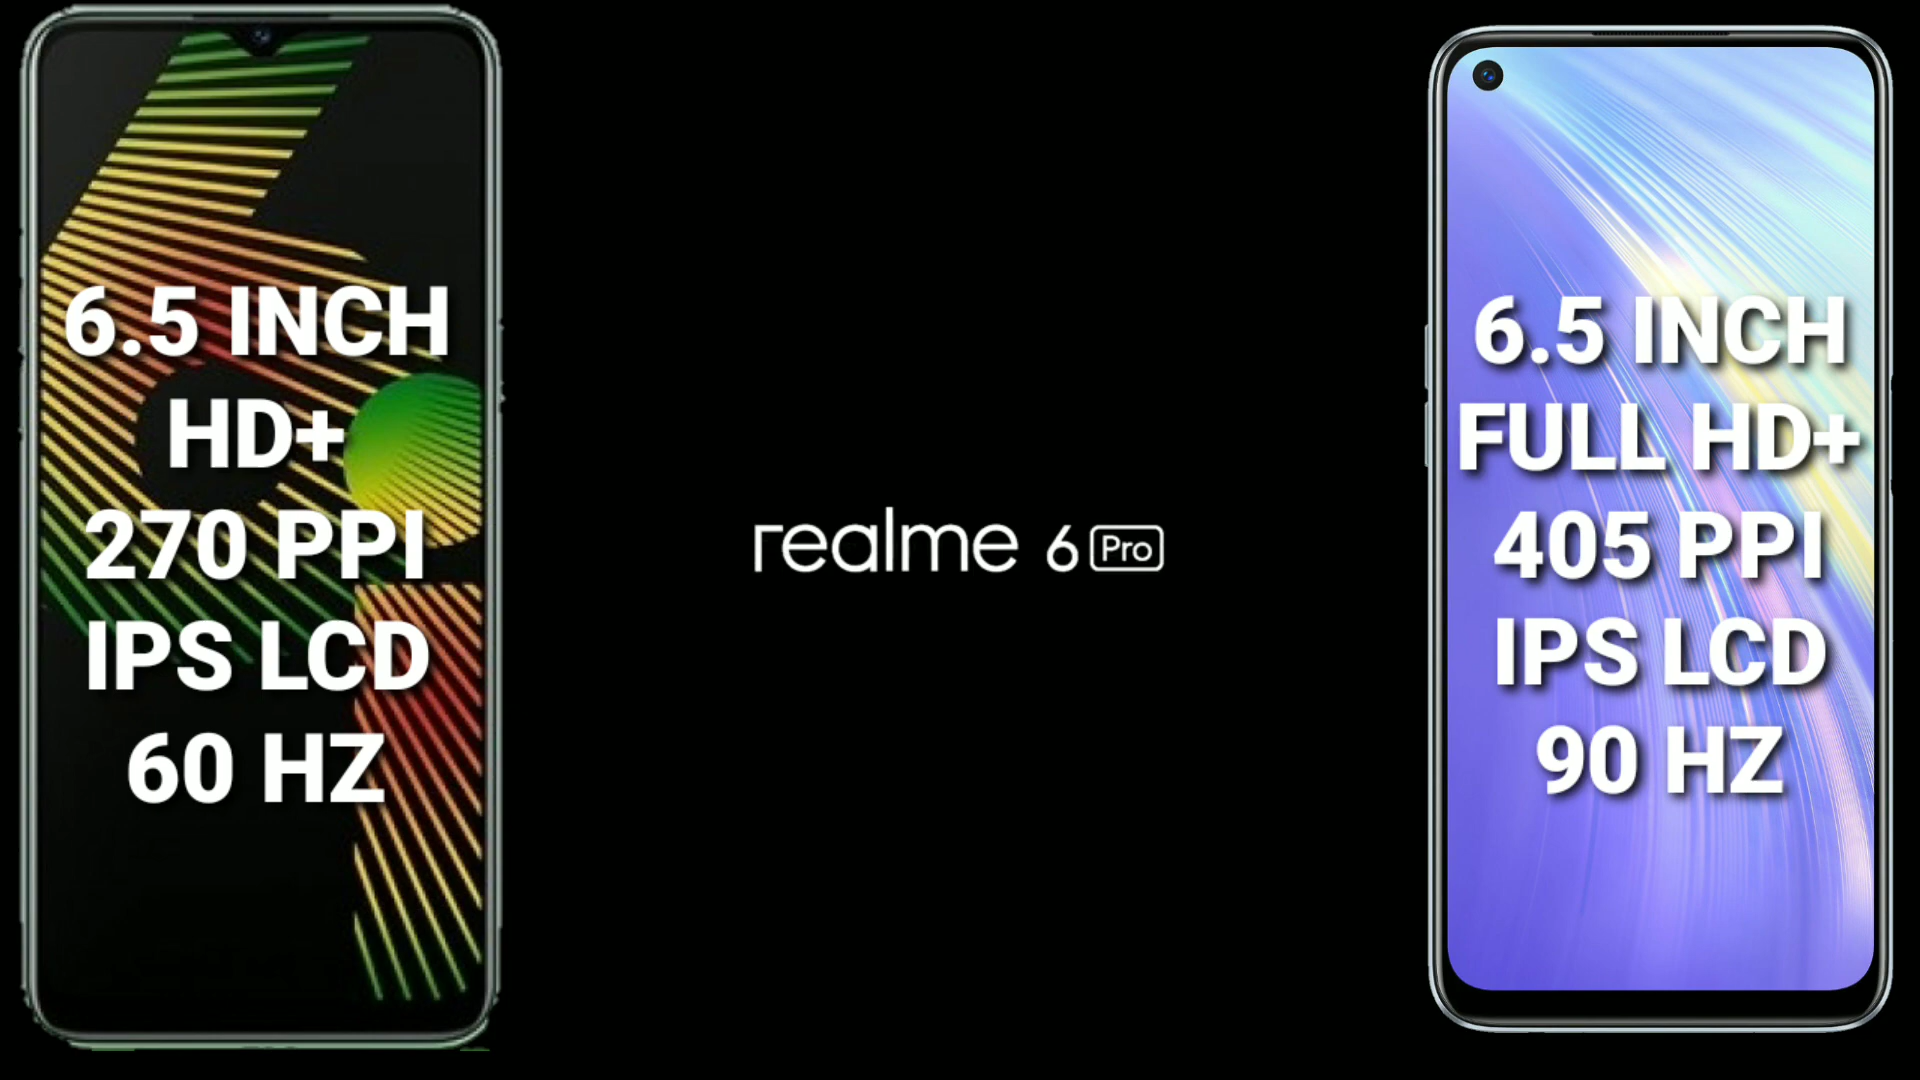 6.5 INCH
HD+
270 PPI
IPS LCD
60 HZ
realme 6 Pro
6.5 INCH
FULL HD+
405 PPI
IPS LCD
90 HZ